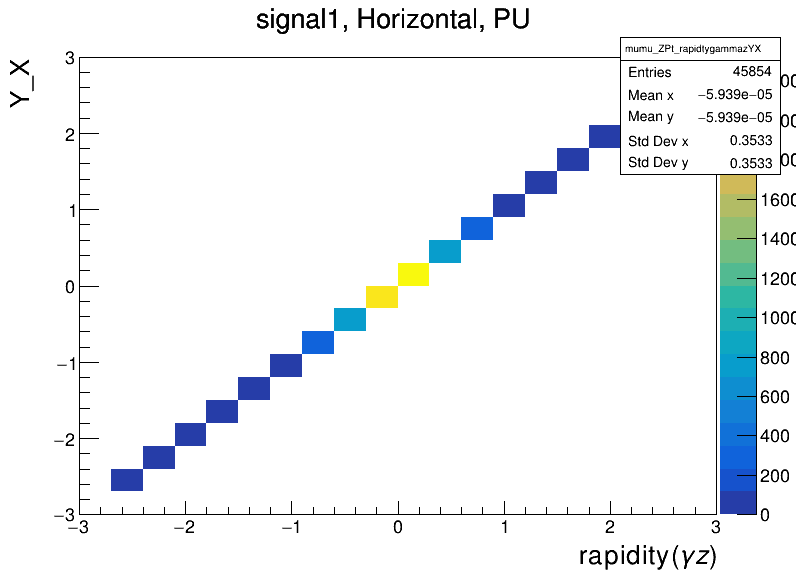 signal1, Horizontal, PU
Y_X
mumu_ZPt_rapidtygammazYX
Entries 45854
Mean x −5.939e−05
Mean y −5.939e−05
Std Dev x 0.3533
Std Dev y 0.3533
3
2
1
0
−1
−2
−3
−3 −2 −1 0 1 2 3
1600
1400
1200
1000
800
600
400
200
0
rapidity(γz)